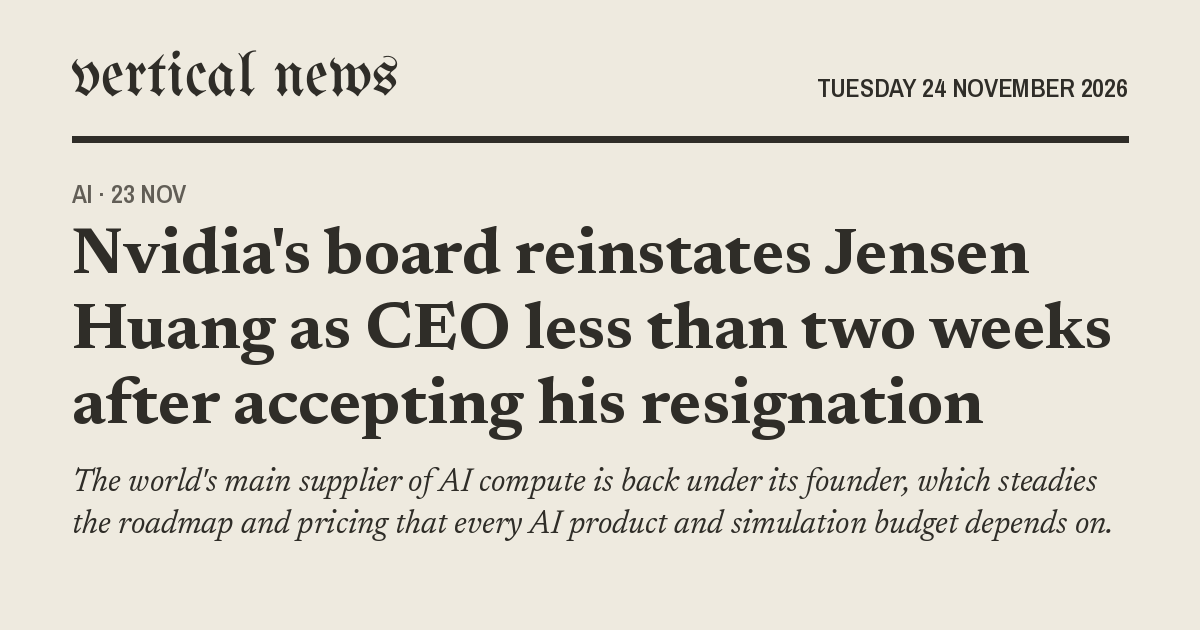 vertical news
TUESDAY 24 NOVEMBER 2026
AI · 23 NOV
Nvidia's board reinstates Jensen
Huang as CEO less than two weeks
after accepting his resignation
The world's main supplier of AI compute is back under its founder, which steadies
the roadmap and pricing that every AI product and simulation budget depends on.